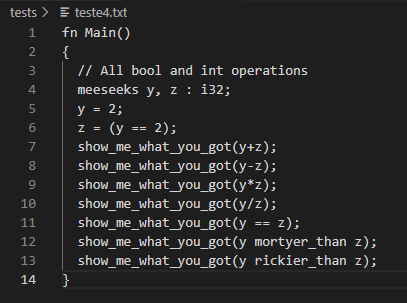 tests > teste4.txt
1 fn Main()
2 {
3 // All bool and int operations
4 meeseeks y, z : i32;
5 y = 2;
6 z = (y == 2);
7 show_me_what_you_got(y+z);
8 show_me_what_you_got(y-z);
9 show_me_what_you_got(y*z);
10 show_me_what_you_got(y/z);
11 show_me_what_you_got(y == z);
12 show_me_what_you_got(y mortyer_than z);
13 show_me_what_you_got(y rickier_than z);
14 }